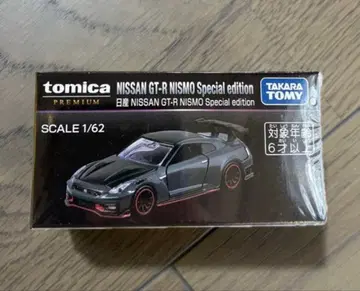 tomica
PREMIUM
NISSAN GT-R NISMO Special edition
日産 NISSAN GT-R NISMO Special edition
TAKARA
TOMY
SCALE 1/62
対象年齢
6才以上